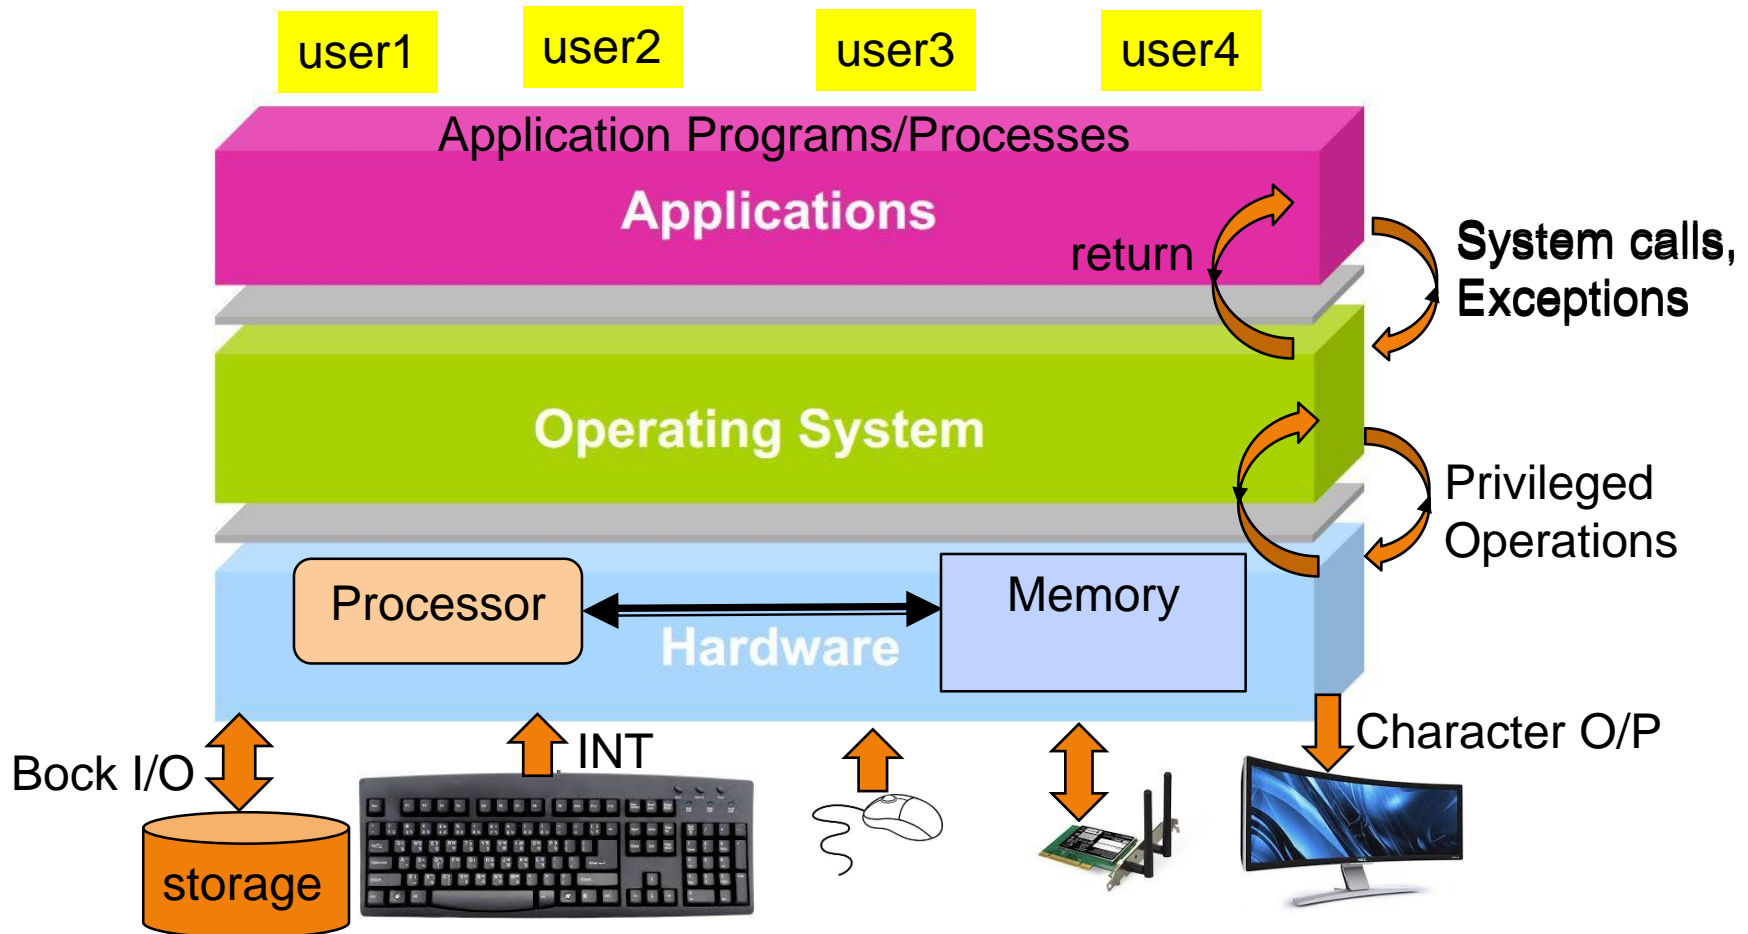 user1
user2
user3
user4
Application Programs/Processes
Applications
return
System calls,
Exceptions
Operating System
Privileged
Operations
Processor
Memory
Hardware
Bock I/O
INT
Character O/P
storage